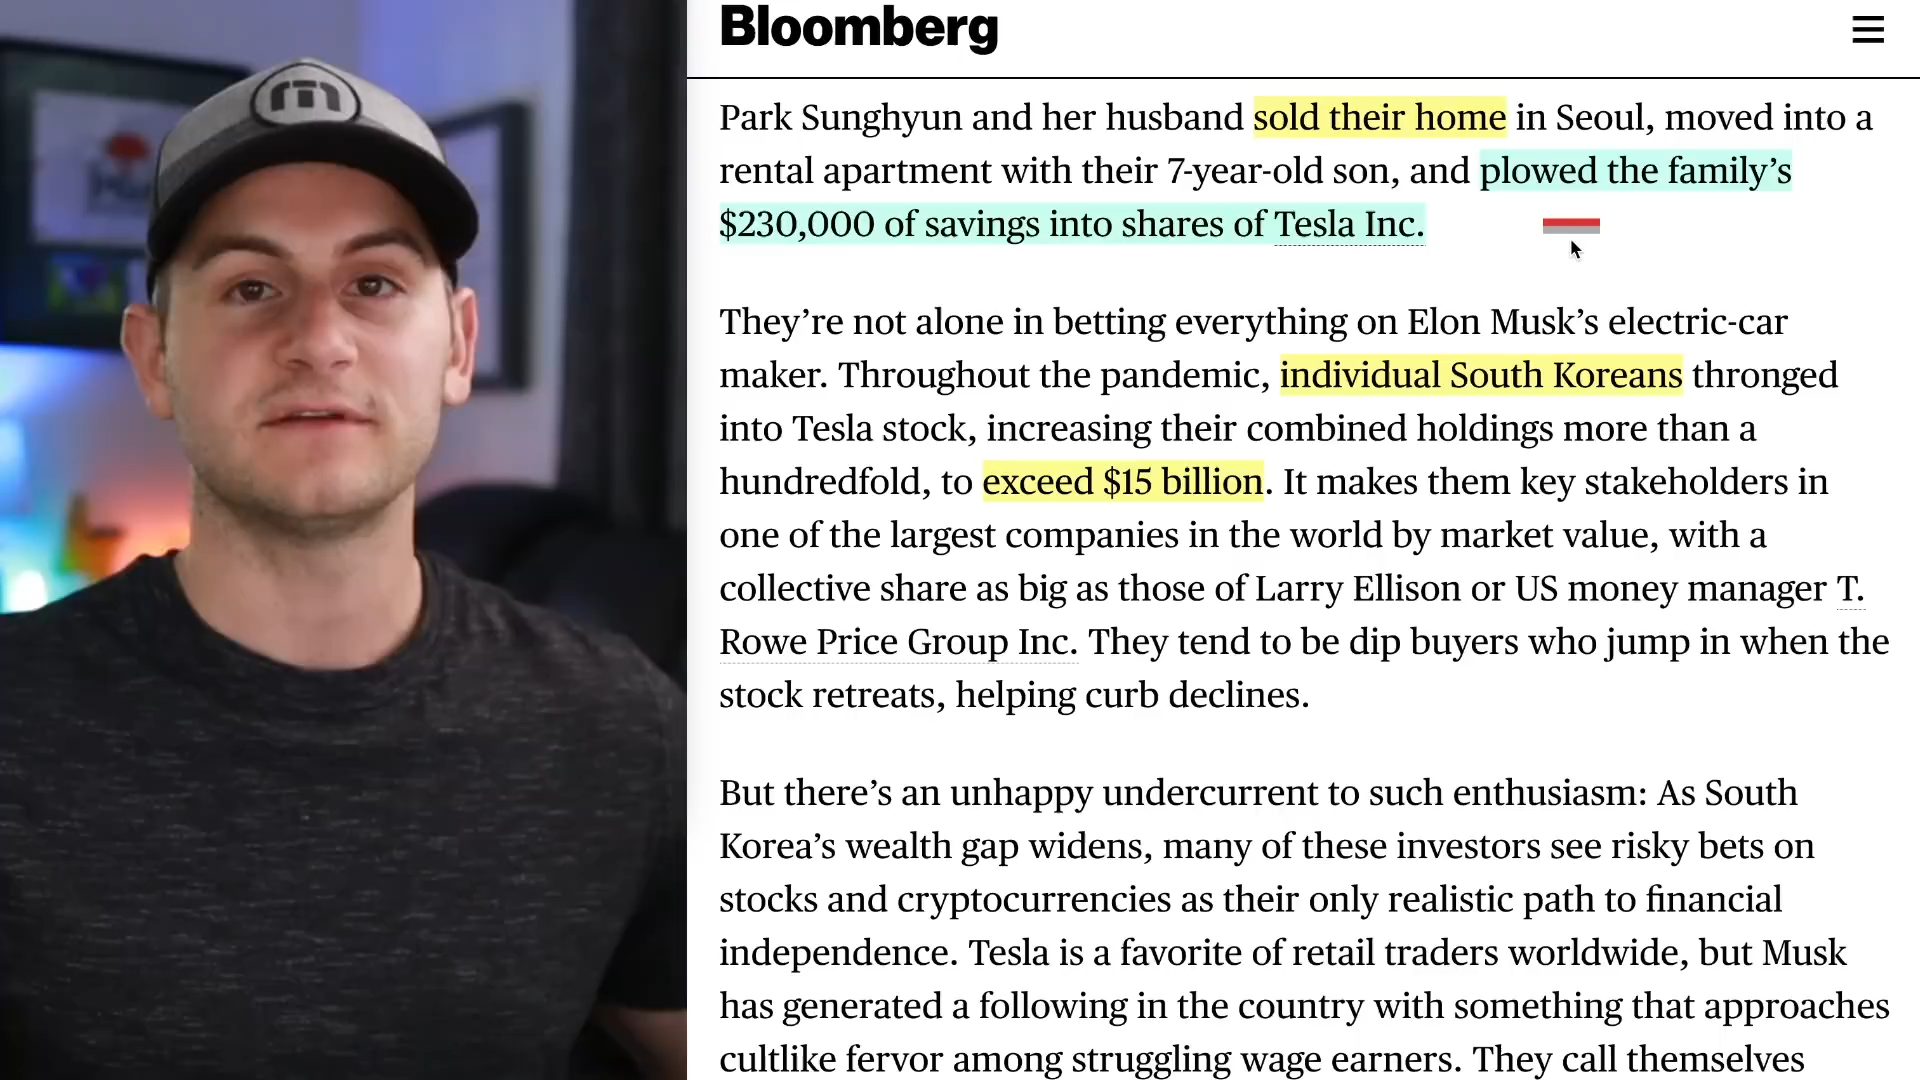 Bloomberg
Park Sunghyun and her husband sold their home in Seoul, moved into a
rental apartment with their 7-year-old son, and plowed the family’s
$230,000 of savings into shares of Tesla Inc.
They’re not alone in betting everything on Elon Musk’s electric-car
maker. Throughout the pandemic, individual South Koreans thronged
into Tesla stock, increasing their combined holdings more than a
hundredfold, to exceed $15 billion. It makes them key stakeholders in
one of the largest companies in the world by market value, with a
collective share as big as those of Larry Ellison or US money manager T.
Rowe Price Group Inc. They tend to be dip buyers who jump in when the
stock retreats, helping curb declines.
But there’s an unhappy undercurrent to such enthusiasm: As South
Korea’s wealth gap widens, many of these investors see risky bets on
stocks and cryptocurrencies as their only realistic path to financial
independence. Tesla is a favorite of retail traders worldwide, but Musk
has generated a following in the country with something that approaches
cultlike fervor among struggling wage earners. They call themselves